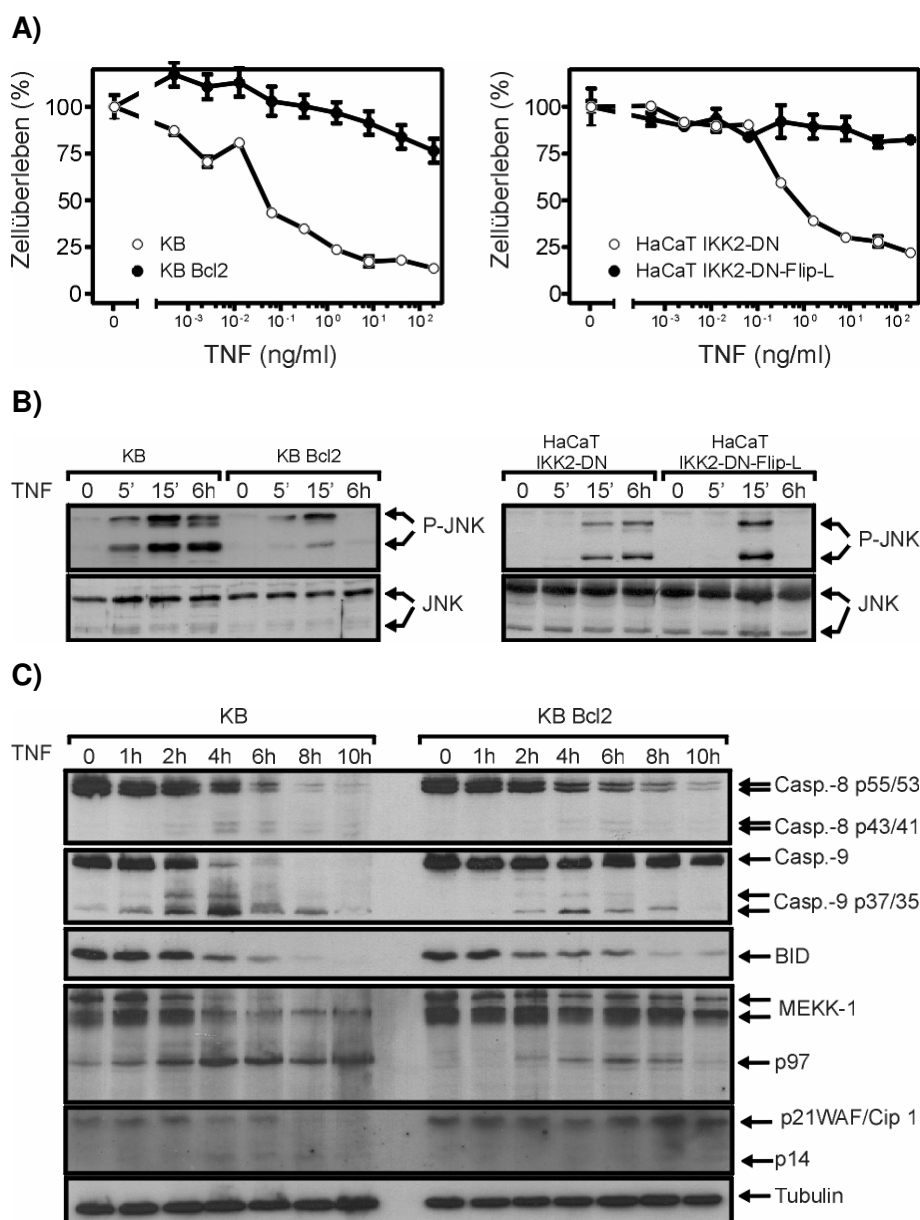 A)
Zellüberleben (%)
100
75
50
25
0
KB
KB Bcl2
0 10-3 10-2 10-1 100 101 102
TNF (ng/ml)
Zellüberleben (%)
100
75
50
25
0
HaCaT IKK2-DN
HaCaT IKK2-DN-Flip-L
0 10-3 10-2 10-1 100 101 102
TNF (ng/ml)
B)
KB KB Bcl2
TNF 0 5’ 15’ 6h 0 5’ 15’ 6h
P-JNK
JNK
HaCaT IKK2-DN
HaCaT IKK2-DN-Flip-L
0 5’ 15’ 6h 0 5’ 15’ 6h
P-JNK
JNK
C)
KB KB Bcl2
TNF 0 1h 2h 4h 6h 8h 10h 0 1h 2h 4h 6h 8h 10h
Casp.-8 p55/53
Casp.-8 p43/41
Casp.-9
Casp.-9 p37/35
BID
MEKK-1
p97
p21WAF/Cip 1
p14
Tubulin